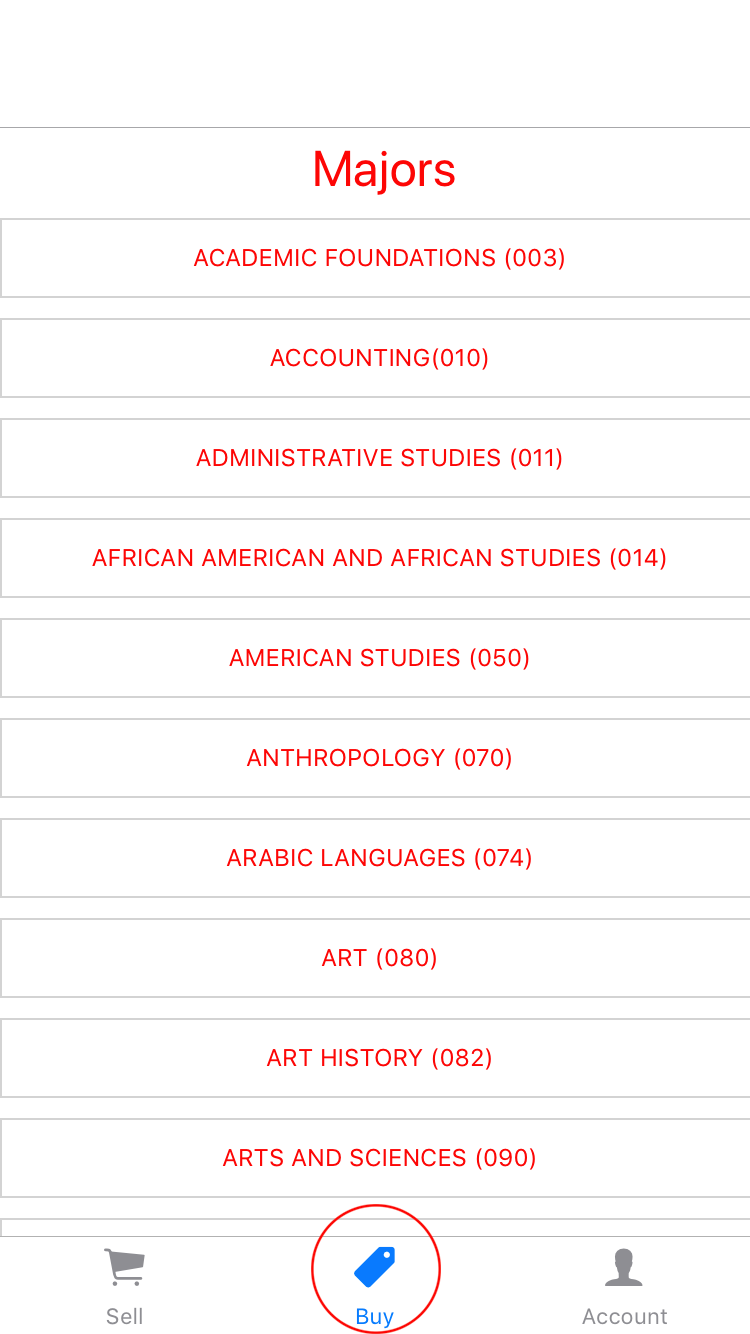 Majors
ACADEMIC FOUNDATIONS (003)
ACCOUNTING(010)
ADMINISTRATIVE STUDIES (011)
AFRICAN AMERICAN AND AFRICAN STUDIES (014)
AMERICAN STUDIES (050)
ANTHROPOLOGY (070)
ARABIC LANGUAGES (074)
ART (080)
ART HISTORY (082)
ARTS AND SCIENCES (090)
Sell
Buy
Account